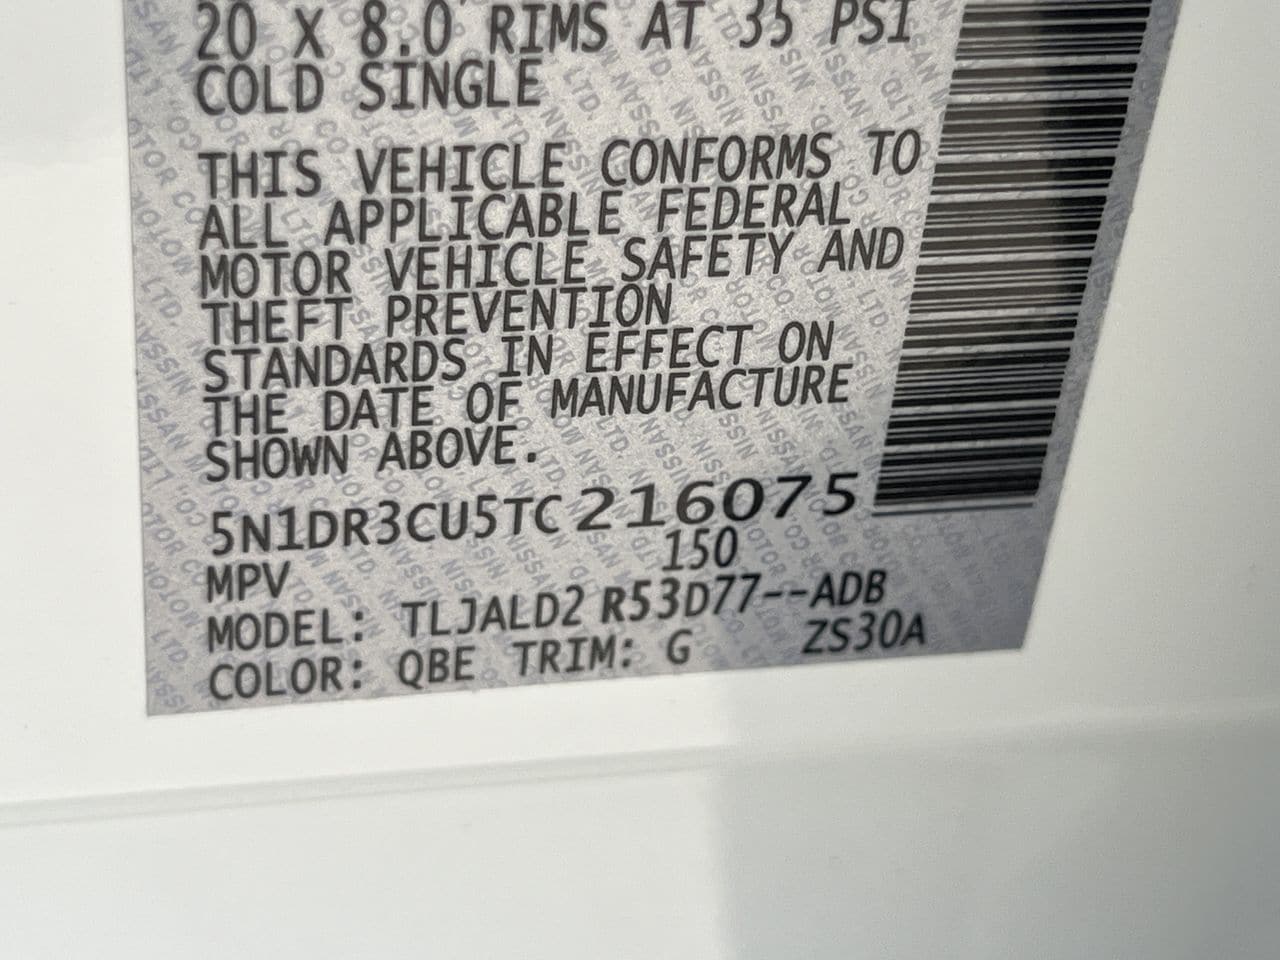 20 X 8.0 RIMS AT 35 PSI
COLD SINGLE
THIS VEHICLE CONFORMS TO
ALL APPLICABLE FEDERAL
MOTOR VEHICLE SAFETY AND
THEFT PREVENTION
STANDARDS IN EFFECT ON
THE DATE OF MANUFACTURE
SHOWN ABOVE.
5N1DR3CU5TC216075
MPV 150
MODEL: TLJALD2 R53D77--ADB
COLOR: QBE TRIM: G ZS30A